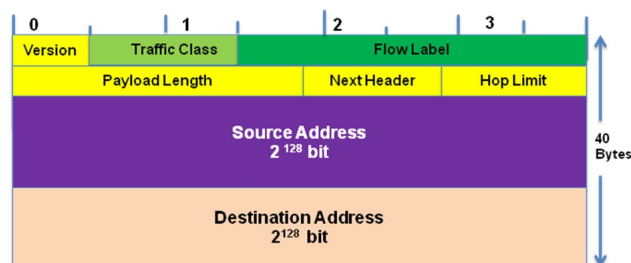 0 1 2 3
Version Traffic Class Flow Label
Payload Length Next Header Hop Limit
Source Address
2 128 bit
40
Bytes
Destination Address
2128 bit